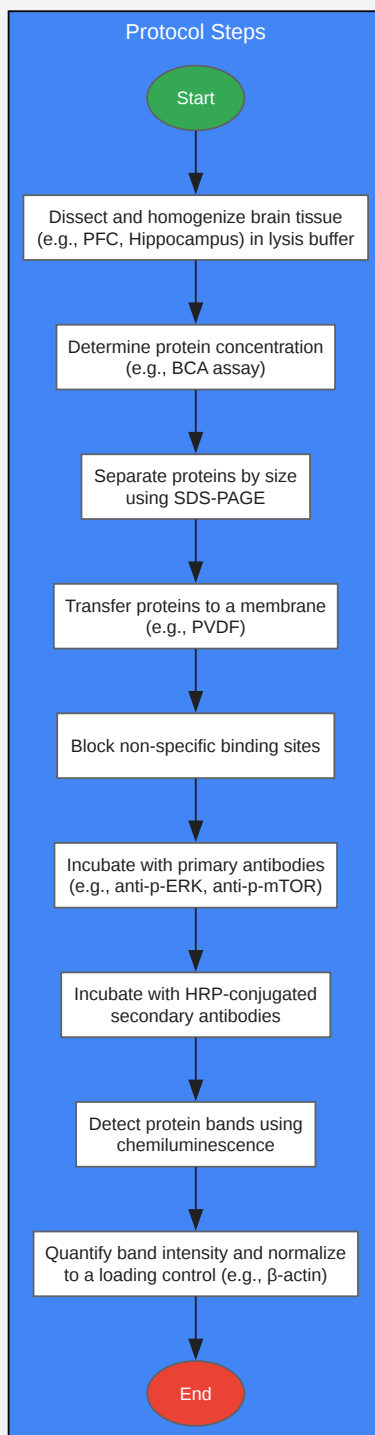 Protocol Steps
Start
Dissect and homogenize brain tissue
(e.g., PFC, Hippocampus) in lysis buffer
Determine protein concentration
(e.g., BCA assay)
Separate proteins by size
using SDS-PAGE
Transfer proteins to a membrane
(e.g., PVDF)
Block non-specific binding sites
Incubate with primary antibodies
(e.g., anti-p-ERK, anti-p-mTOR)
Incubate with HRP-conjugated
secondary antibodies
Detect protein bands using
chemiluminescence
Quantify band intensity and normalize
to a loading control (e.g., β-actin)
End